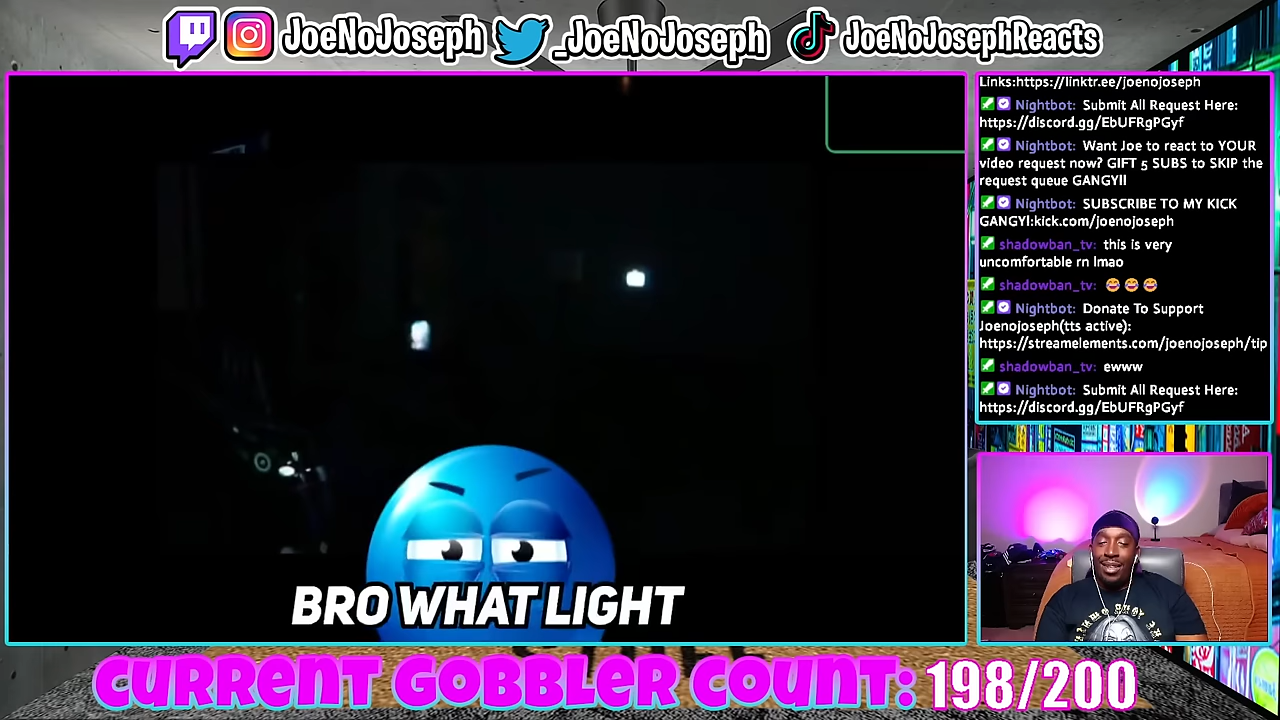 JoeNoJoseph _JoeNoJoseph JoeNoJosephReacts
Links:https://linktr.ee/joenojoseph
Nightbot: Submit All Request Here:
https://discord.gg/EbUFRgPGyf
Nightbot: Want Joe to react to YOUR
video request now? GIFT 5 SUBS to SKIP the
request queue GANGYll
Nightbot: SUBSCRIBE TO MY KICK
GANGYl:kick.com/joenojoseph
shadowban_tv: this is very
uncomfortable rn lmao
shadowban_tv: 😂😂😂
Nightbot: Donate To Support
Joenojoseph(tts active):
https://streamelements.com/joenojoseph/tip
shadowban_tv: ewww
Nightbot: Submit All Request Here:
https://discord.gg/EbUFRgPGyf
BRO WHAT LIGHT
CURRENT GOBBLER COUNT: 198/200